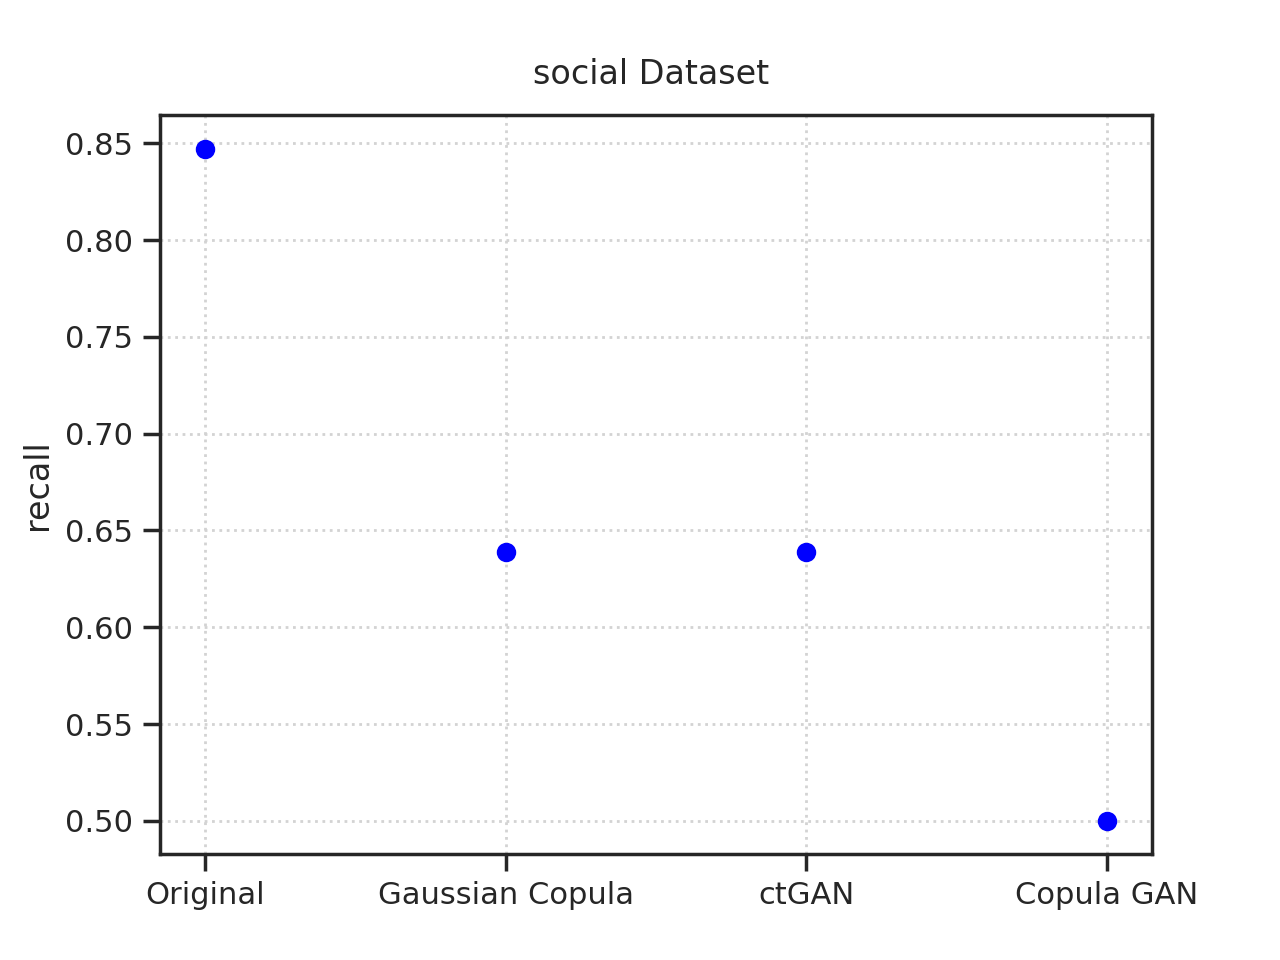 social Dataset
recall
0.85
0.80
0.75
0.70
0.65
0.60
0.55
0.50
Original
Gaussian Copula
ctGAN
Copula GAN